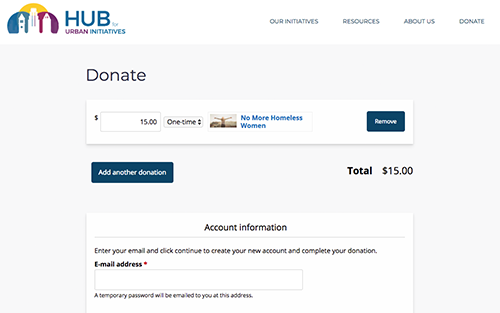 HUB for
URBAN INITIATIVES
OUR INITIATIVES RESOURCES ABOUT US DONATE
Donate
$ 15.00 One-time No More Homeless Women Remove
Add another donation Total $15.00
Account information
Enter your email and click continue to create your new account and complete your donation.
E-mail address *
A temporary password will be emailed to you at this address.